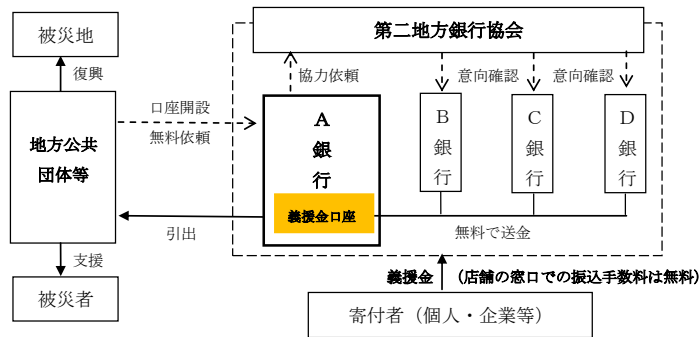 被災地
復興
地方公共
団体等
支援
被災者
口座開設
無料依頼
引出
第二地方銀行協会
協力依頼
意向確認
意向確認
A
銀
行
義援金口座
B
銀
行
C
銀
行
D
銀
行
無料で送金
義援金 (店舗の窓口での振込手数料は無料)
寄付者(個人・企業等)